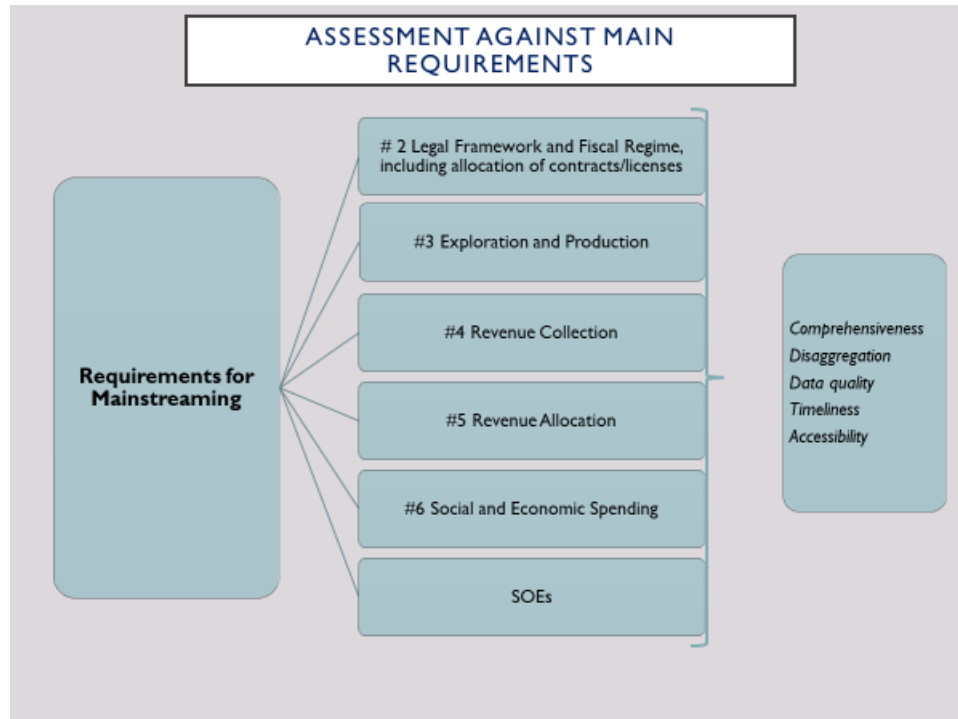 ASSESSMENT AGAINST MAIN
REQUIREMENTS
Requirements for
Mainstreaming
# 2 Legal Framework and Fiscal Regime,
including allocation of contracts/licenses
#3 Exploration and Production
#4 Revenue Collection
#5 Revenue Allocation
#6 Social and Economic Spending
SOEs
Comprehensiveness
Disaggregation
Data quality
Timeliness
Accessibility